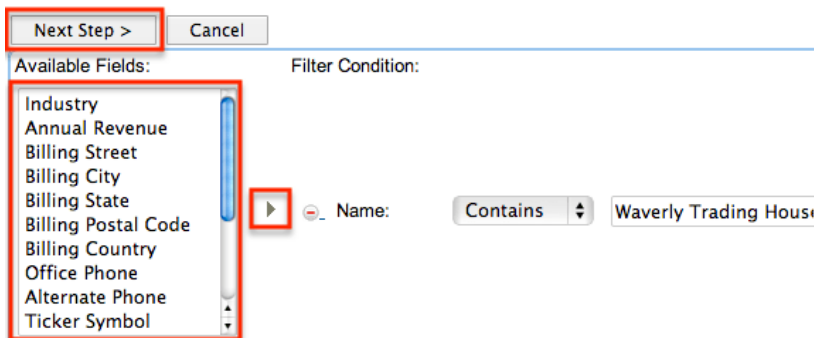 Next Step > Cancel
Available Fields: Filter Condition:
Industry
Annual Revenue
Billing Street
Billing City
Billing State
Billing Postal Code
Billing Country
Office Phone
Alternate Phone
Ticker Symbol
Name: Contains Waverly Trading House